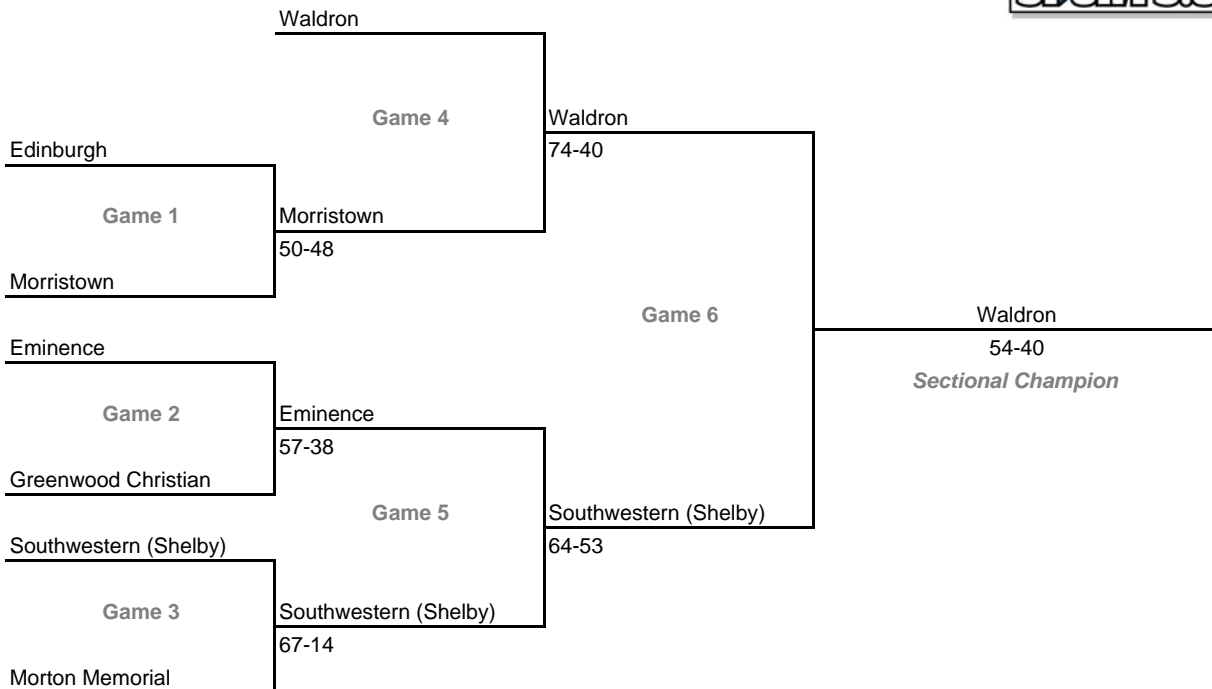 Waldron
Game 4
Waldron
Edinburgh
74-40
Game 1
Morristown
50-48
Morristown
Game 6
Waldron
Eminence
54-40
Sectional Champion
Game 2
Eminence
57-38
Greenwood Christian
Game 5
Southwestern (Shelby)
Southwestern (Shelby)
64-53
Game 3
Southwestern (Shelby)
67-14
Morton Memorial